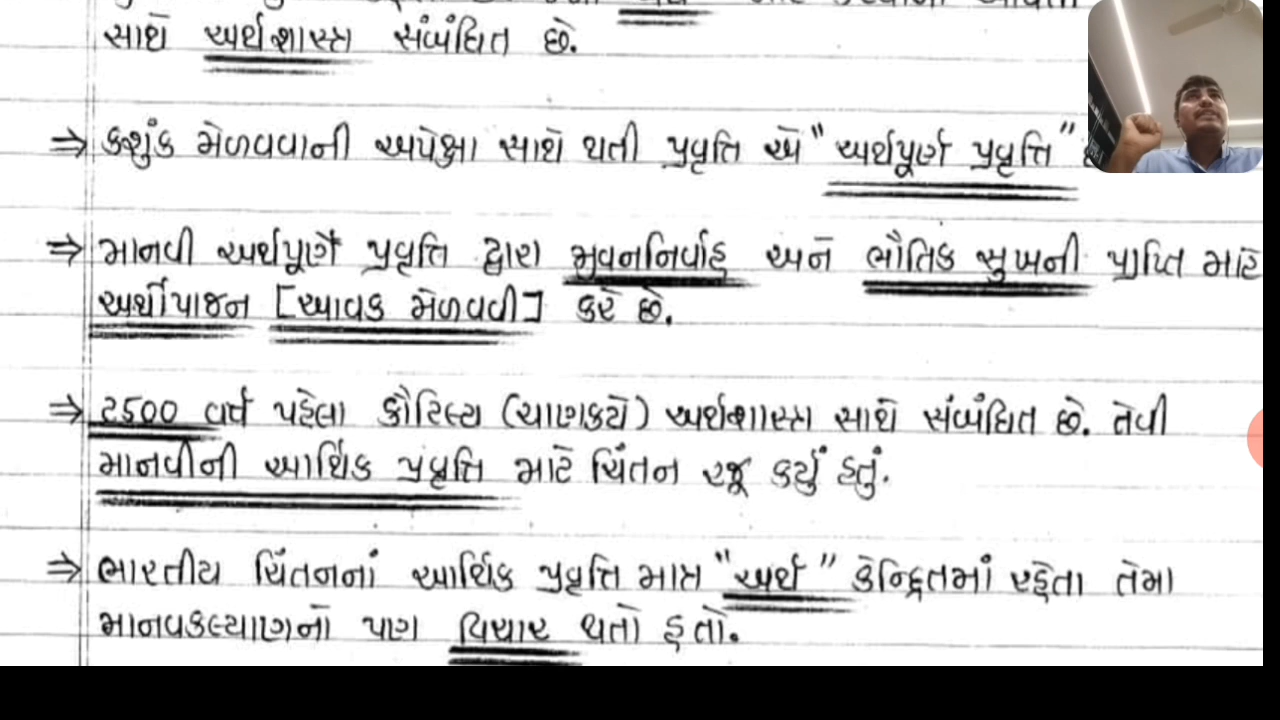 સાથે અર્થશાસ્ત્ર સંબંધિત છે.
⇒ કશુંક મેળવવાની અપેક્ષા સાથે થતી પ્રવૃત્તિ એ "અર્થપૂર્ણ પ્રવૃત્તિ"
⇒ માનવી અર્થપૂર્ણ પ્રવૃત્તિ દ્વારા જીવનનિર્વાહ અને ભૌતિક સુખની પ્રાપ્તિ માટે
અર્થોપાજન [આવક મેળવવી] કરે છે.
⇒ 2500 વર્ષ પહેલા કૌટિલ્ય (ચાણકયે) અર્થશાસ્ત્ર સાથે સંબંધિત છે. તેવી
માનવીની આર્થિક પ્રવૃત્તિ માટે ચિંતન રજૂ કર્યું હતું.
⇒ ભારતીય ચિંતનનાં આર્થિક પ્રવૃત્તિ માત્ર "અર્થ" કેન્દ્રિતમાં રહેતા તેમા
માનવકલ્યાણનો પણ વિચાર થતો હતો.